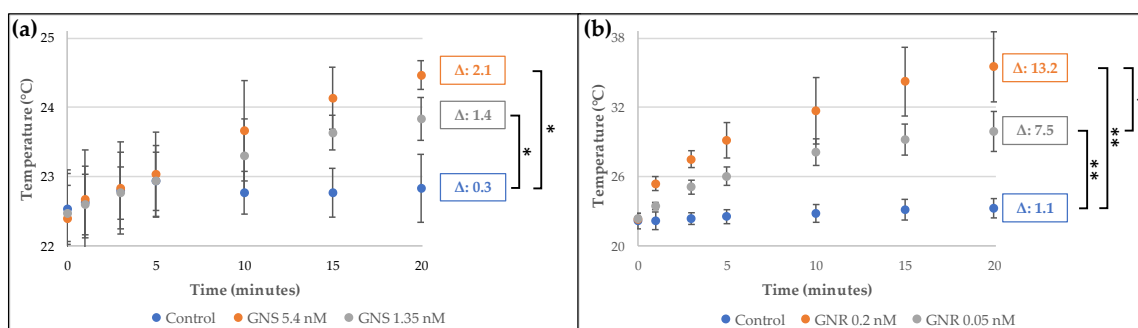 (a)
25
24
23
22
Temperature (°C)
0 5 10 15 20
Time (minutes)
Δ: 2.1
Δ: 1.4
Δ: 0.3
*
*
Control GNS 5.4 nM GNS 1.35 nM
(b)
38
32
26
20
Temperature (°C)
0 5 10 15 20
Time (minutes)
Δ: 13.2
Δ: 7.5
Δ: 1.1
**
**
Control GNR 0.2 nM GNR 0.05 nM